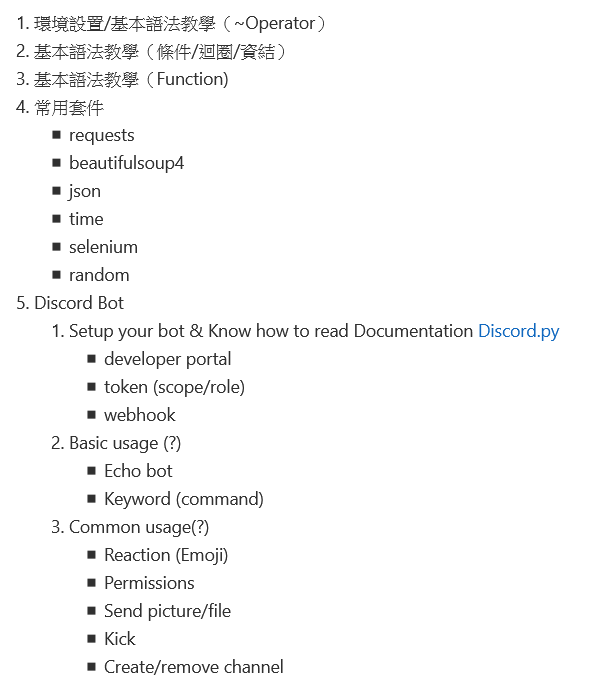 1. 環境設置/基本語法教學（~Operator）
2. 基本語法教學（條件/迴圈/資結）
3. 基本語法教學（Function)
4. 常用套件
■ requests
■ beautifulsoup4
■ json
■ time
■ selenium
■ random
5. Discord Bot
1. Setup your bot & Know how to read Documentation Discord.py
■ developer portal
■ token (scope/role)
■ webhook
2. Basic usage (?)
■ Echo bot
■ Keyword (command)
3. Common usage(?)
■ Reaction (Emoji)
■ Permissions
■ Send picture/file
■ Kick
■ Create/remove channel